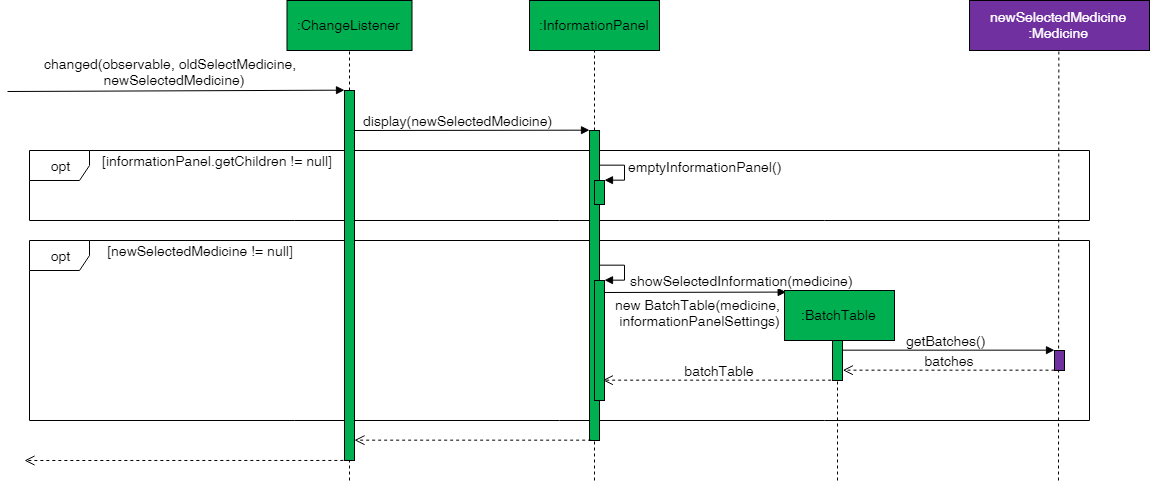 :ChangeListener
:InformationPanel
newSelectedMedicine
:Medicine
changed(observable, oldSelectMedicine,
newSelectedMedicine)
display(newSelectedMedicine)
opt
[informationPanel.getChildren != null]
emptyInformationPanel()
opt
[newSelectedMedicine != null]
showSelectedInformation(medicine)
new BatchTable(medicine,
informationPanelSettings)
:BatchTable
getBatches()
batches
batchTable